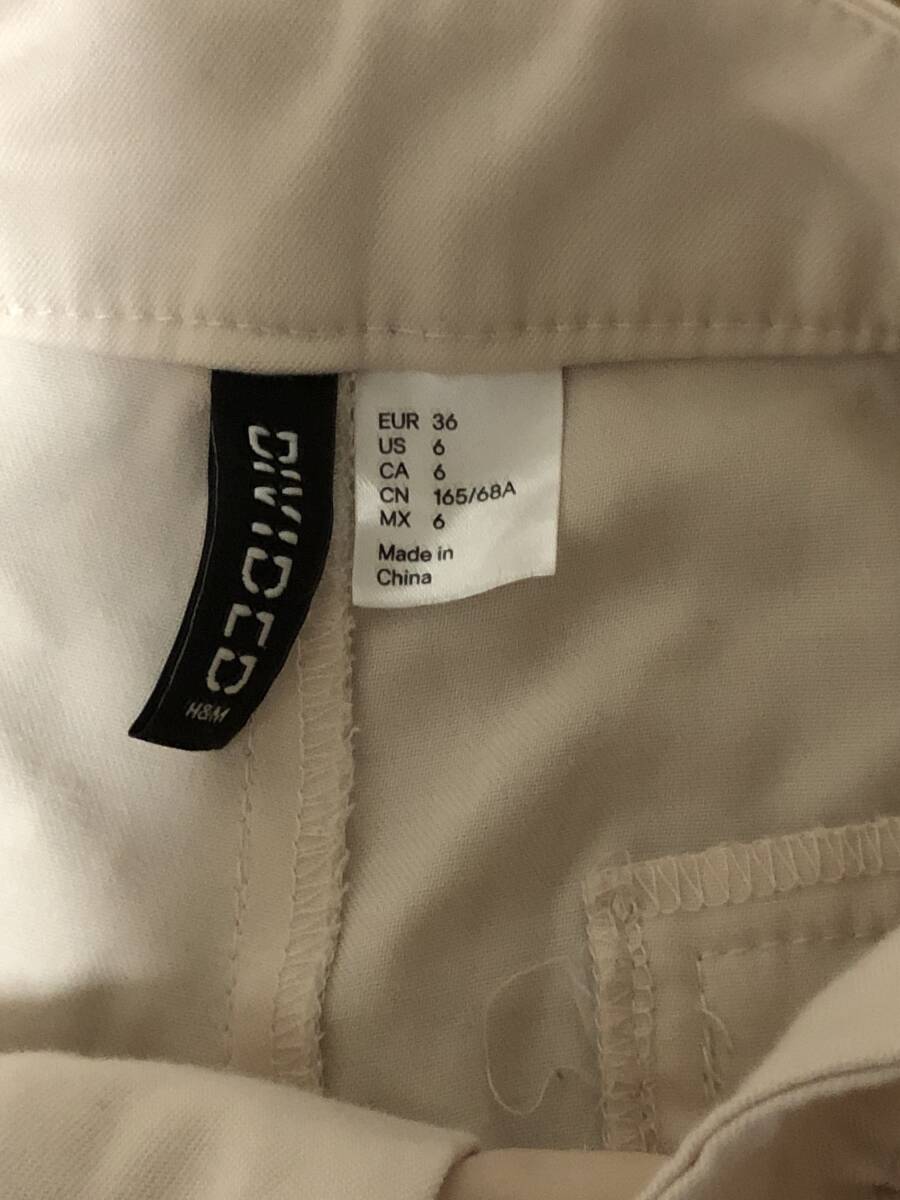 DIVIDED
H&M
EUR 36
US 6
CA 6
CN 165/68A
MX 6
Made in
China